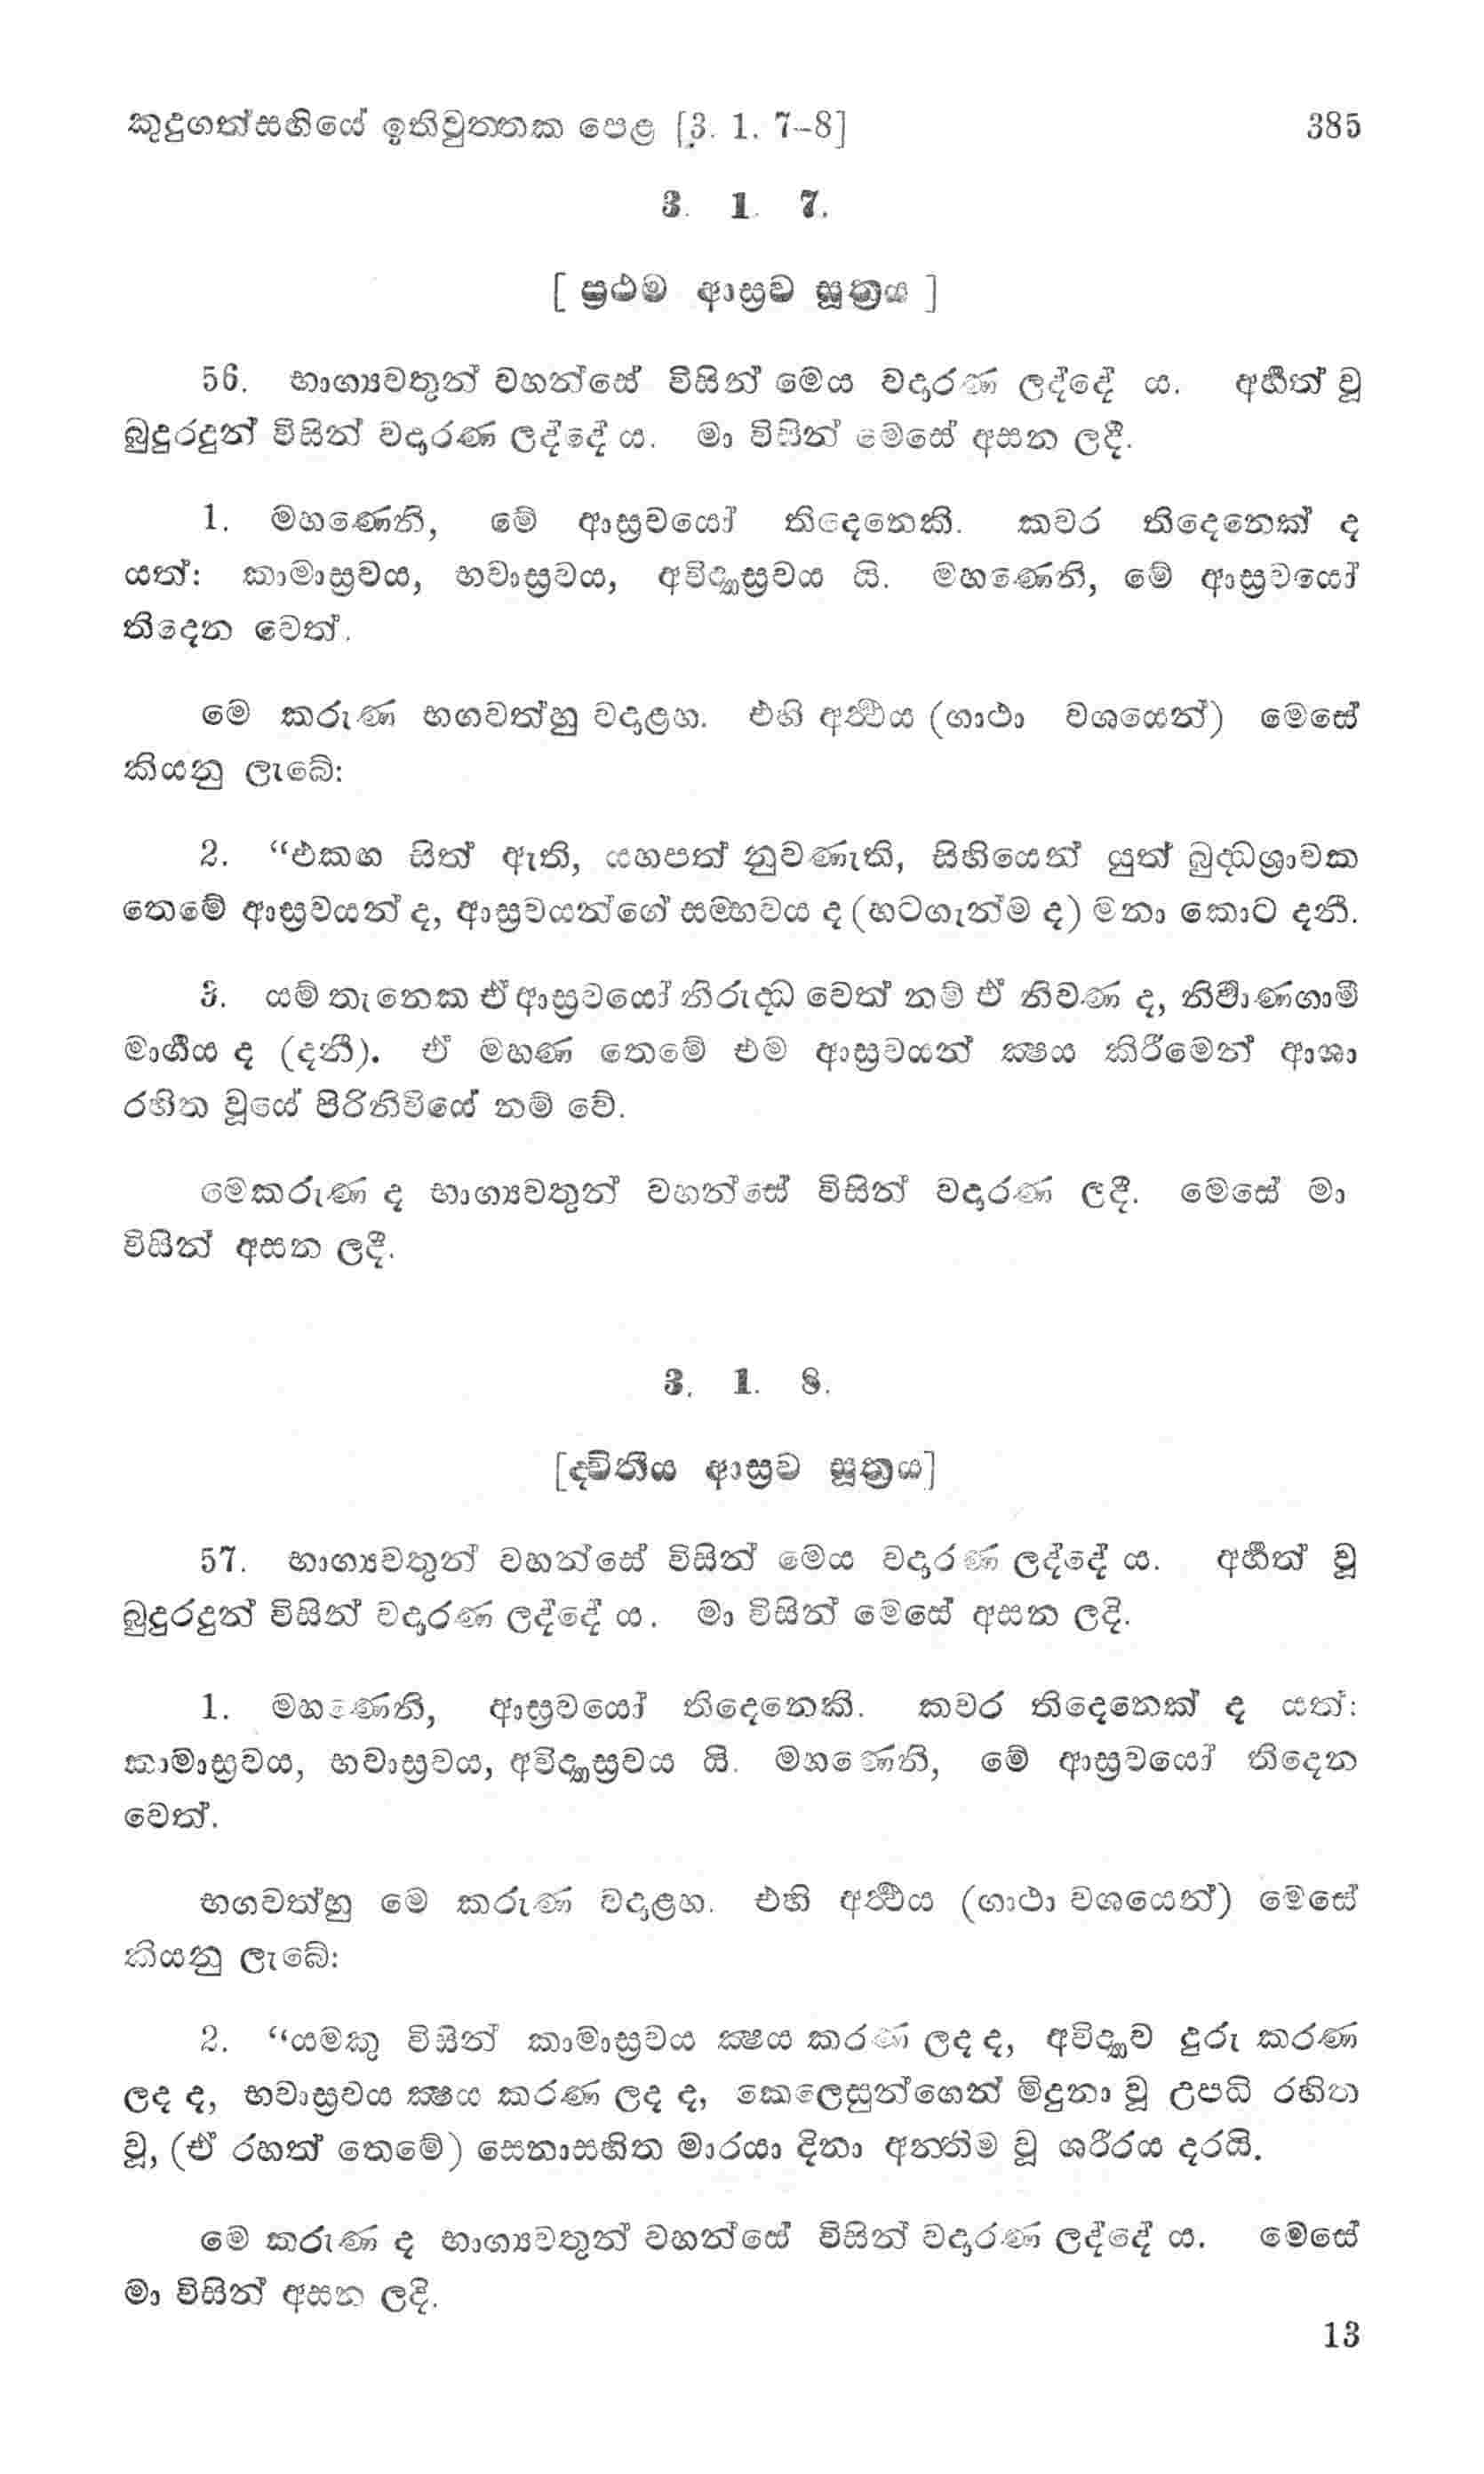 කුදුගත්සඟියේ ඉතිවුත්තක පෙළ [3. 1. 7-8] 385
3. 1. 7.
[ ප්‍රථම ආස්‍රව සූත්‍රය ]
56. භාග්‍යවතුන් වහන්සේ විසින් මෙය වදාරණ ලද්දේ ය. අර්හත් වූ
බුදුරදුන් විසින් වදාරණ ලද්දේ ය. මා විසින් මෙසේ අසන ලදී.
1. මහණෙනි, මේ ආස්‍රවයෝ තිදෙනෙකි. කවර තිදෙනෙක් ද
යත්: කාමාස්‍රවය, භවාස්‍රවය, අවිද්‍යාස්‍රවය යි. මහණෙනි, මේ ආස්‍රවයෝ
තිදෙන වෙත්.
මෙ කරුණ භගවත්හු වදාළහ. එහි අර්ථය (ගාථා වශයෙන්) මෙසේ
කියනු ලැබේ:
2. “එකඟ සිත් ඇති, යහපත් නුවණැති, සිහියෙන් යුත් බුද්ධශ්‍රාවක
තෙමේ ආස්‍රවයන් ද, ආස්‍රවයන්ගේ සම්භවය ද (හටගැන්ම ද) මනා කොට දනී.
3. යම් තැනෙක ඒ ආස්‍රවයෝ නිරුද්ධ වෙත් නම් ඒ නිවණ ද, නිර්වාණගාමී
මාර්ගය ද (දනී). ඒ මහණ තෙමේ එම ආස්‍රවයන් ක්‍ෂය කිරීමෙන් ආශා
රහිත වූයේ පිරිනිවියේ නම් වේ.
මෙකරුණ ද භාග්‍යවතුන් වහන්සේ විසින් වදාරණ ලදී. මෙසේ මා
විසින් අසන ලදී.
3. 1. 8.
[ද්විතීය ආස්‍රව සූත්‍රය]
57. භාග්‍යවතුන් වහන්සේ විසින් මෙය වදාරණ ලද්දේ ය. අර්හත් වූ
බුදුරදුන් විසින් වදාරණ ලද්දේ ය. මා විසින් මෙසේ අසන ලදි.
1. මහණෙනි, ආස්‍රවයෝ තිදෙනෙකි. කවර තිදෙනෙක් ද යත්:
කාමාස්‍රවය, භවාස්‍රවය, අවිද්‍යාස්‍රවය යි. මහණෙනි, මේ ආස්‍රවයෝ තිදෙන
වෙත්.
භගවත්හු මෙ කරුණ වදාළහ. එහි අර්ථය (ගාථා වශයෙන්) මෙසේ
කියනු ලැබේ:
2. “යමකු විසින් කාමාස්‍රවය ක්‍ෂය කරණ ලද ද, අවිද්‍යාව දුරු කරණ
ලද ද, භවාස්‍රවය ක්‍ෂය කරණ ලද ද, කෙලෙසුන්ගෙන් මිදුනා වූ උපධි රහිත
වූ, (ඒ රහත් තෙමේ) සෙනාසහිත මාරයා දිනා අන්තිම වූ ශරීරය දරයි.
මෙ කරුණ ද භාග්‍යවතුන් වහන්සේ විසින් වදාරණ ලද්දේ ය. මෙසේ
මා විසින් අසන ලදි.
13